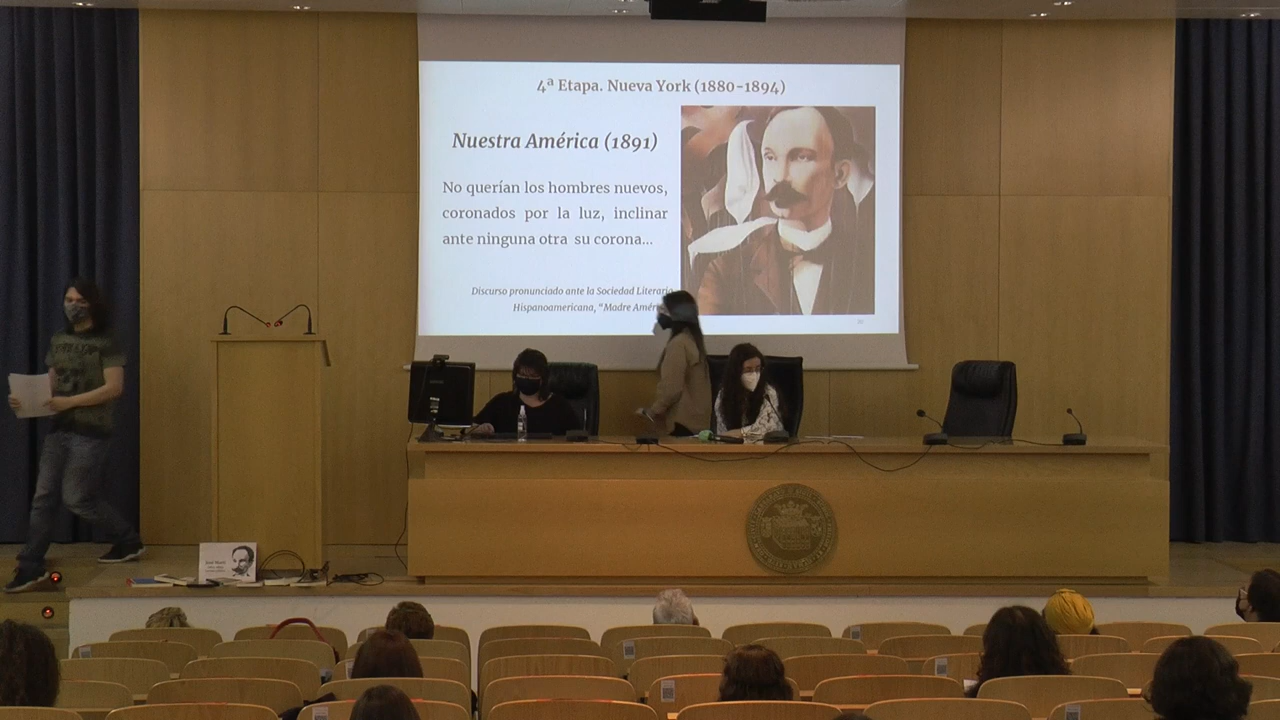 4ª Etapa. Nueva York (1880-1894)
Nuestra América (1891)
No querían los hombres nuevos,
coronados por la luz, inclinar
ante ninguna otra su corona...
Discurso pronunciado ante la Sociedad Literaria
Hispanoamericana, "Madre
José Martí